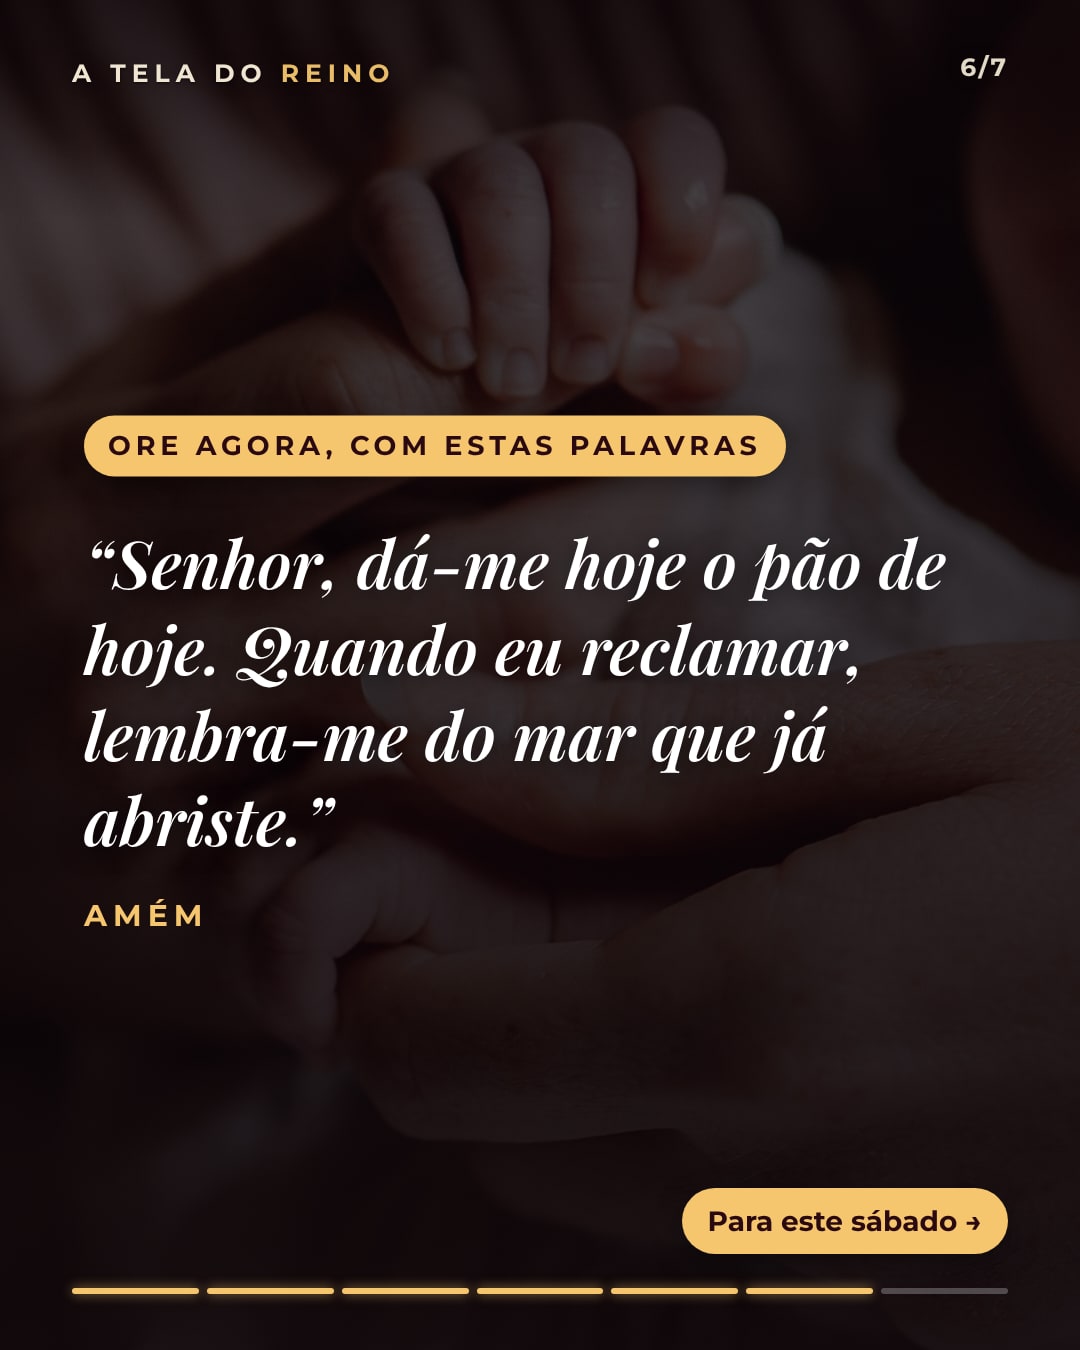 A TELA DO REINO
6/7
ORE AGORA, COM ESTAS PALAVRAS
“Senhor, dá-me hoje o pão de
hoje. Quando eu reclamar,
lembra-me do mar que já
abriste.”
AMÉM
Para este sábado →